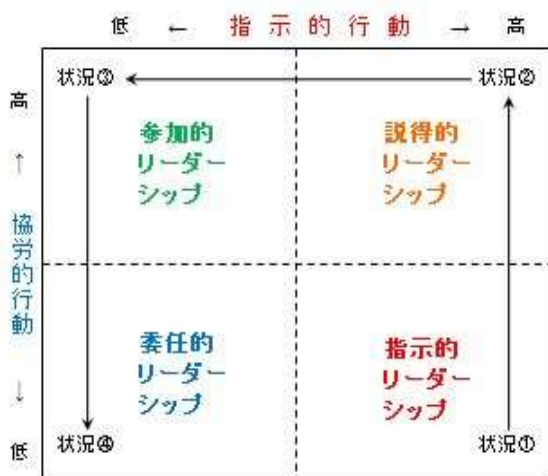 低 ← 指示的行動 → 高
状況③ 状況②
高
参加的 説得的
リーダー リーダー
シップ シップ
↑
協労的行動
↓
委任的 指示的
リーダー リーダー
シップ シップ
低
状況④ 状況①